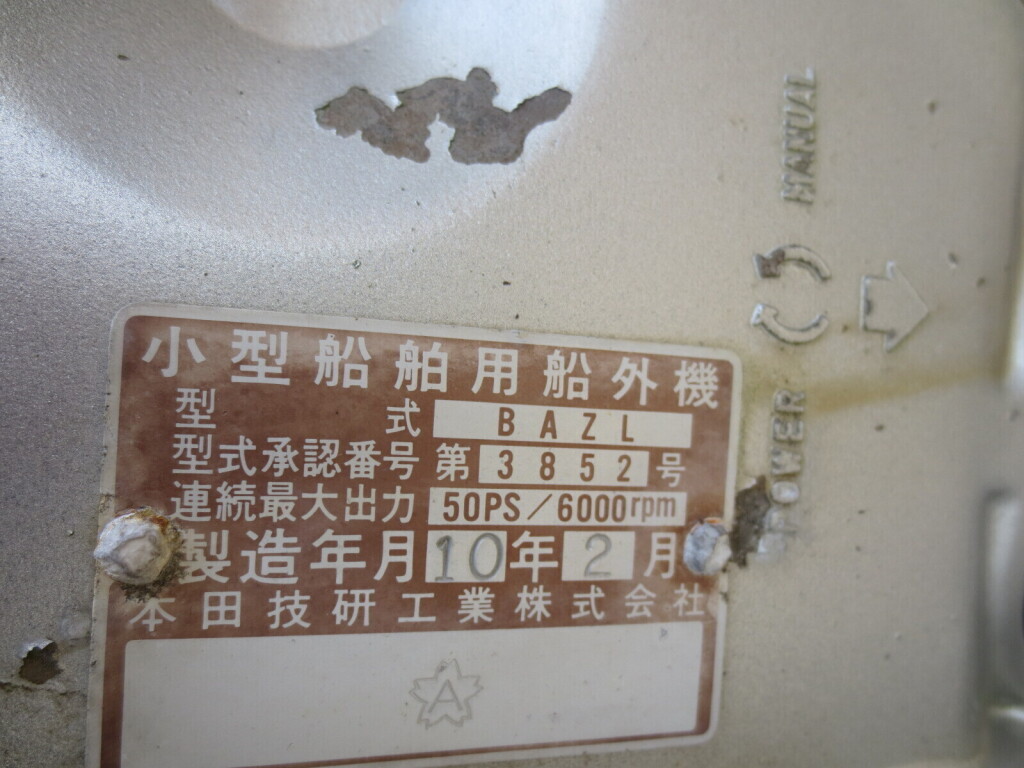 小型船舶用船外機
型式 BAZL
型式承認番号 第 3852 号
連続最大出力 50PS/6000rpm
製造年月 10年 2月
本田技研工業株式会社
A
MANUAL
POWER